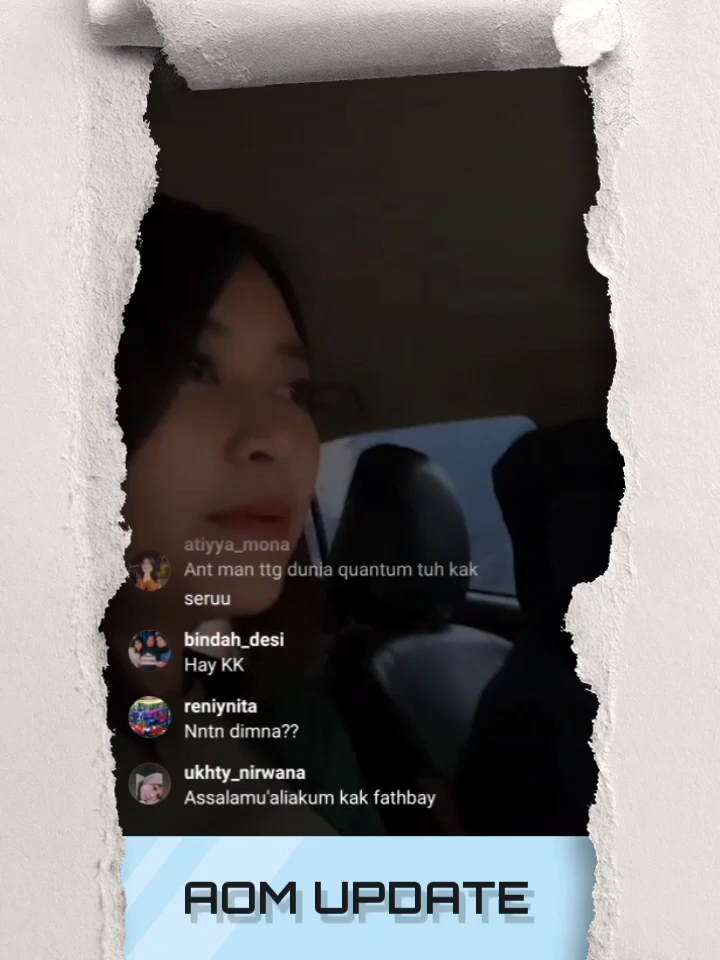 atiyya_mona
Ant man ttg dunia quantum tuh kak
seruu
bindah_desi
Hay KK
reniynita
Nntn dimna??
ukhty_nirwana
Assalamu'aliakum kak fathbay
AOM UPDATE